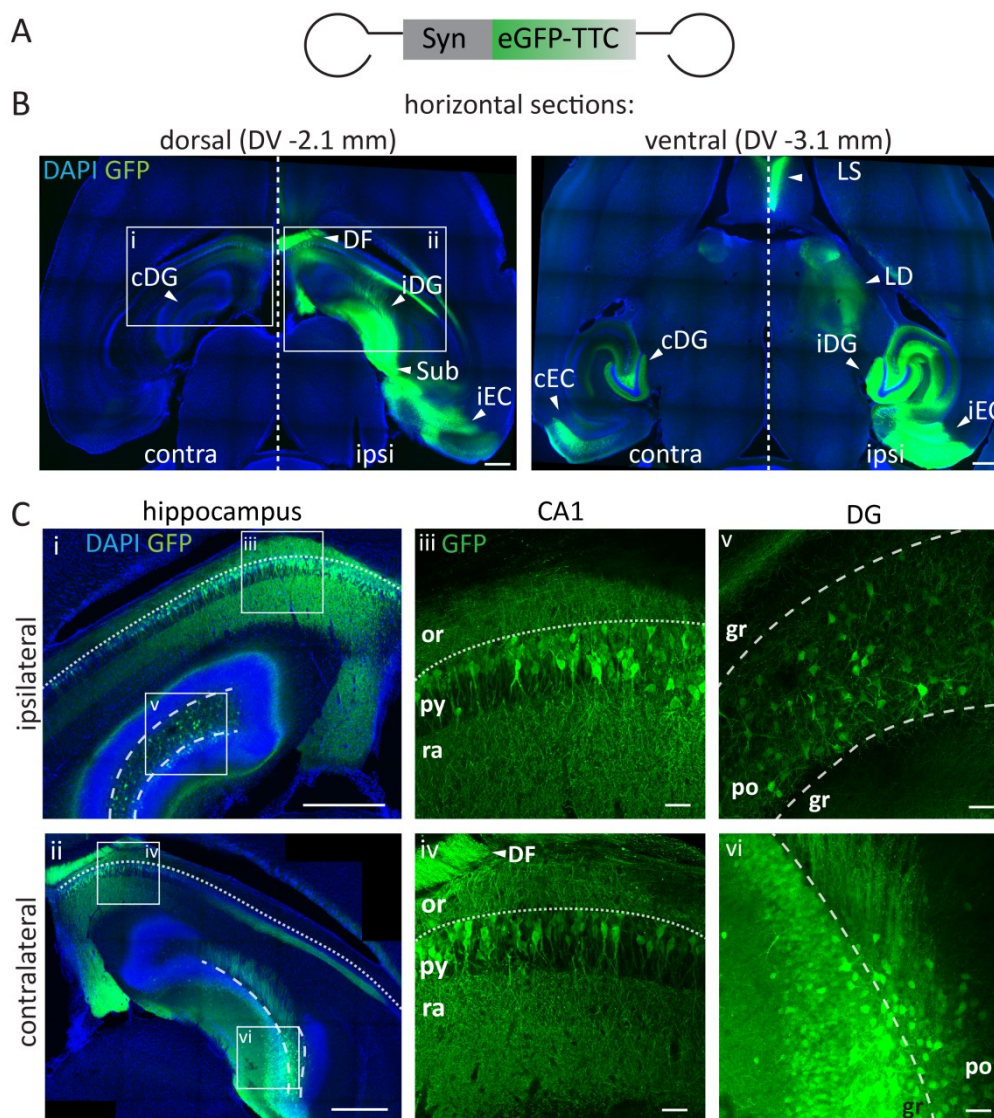 A
Syn eGFP-TTC
B
horizontal sections:
dorsal (DV -2.1 mm) ventral (DV -3.1 mm)
DAPI GFP
LS
i ii
DF
cDG iDG
LD
cDG iDG
Sub
cEC
iEC iEC
contra ipsi contra ipsi
C
hippocampus CA1 DG
i DAPI GFP iii iii GFP v
or
gr
v
py
ra
po gr
ipsilateral
ii iv iv DF vi
or
py
ra
vi
po
gr
contralateral